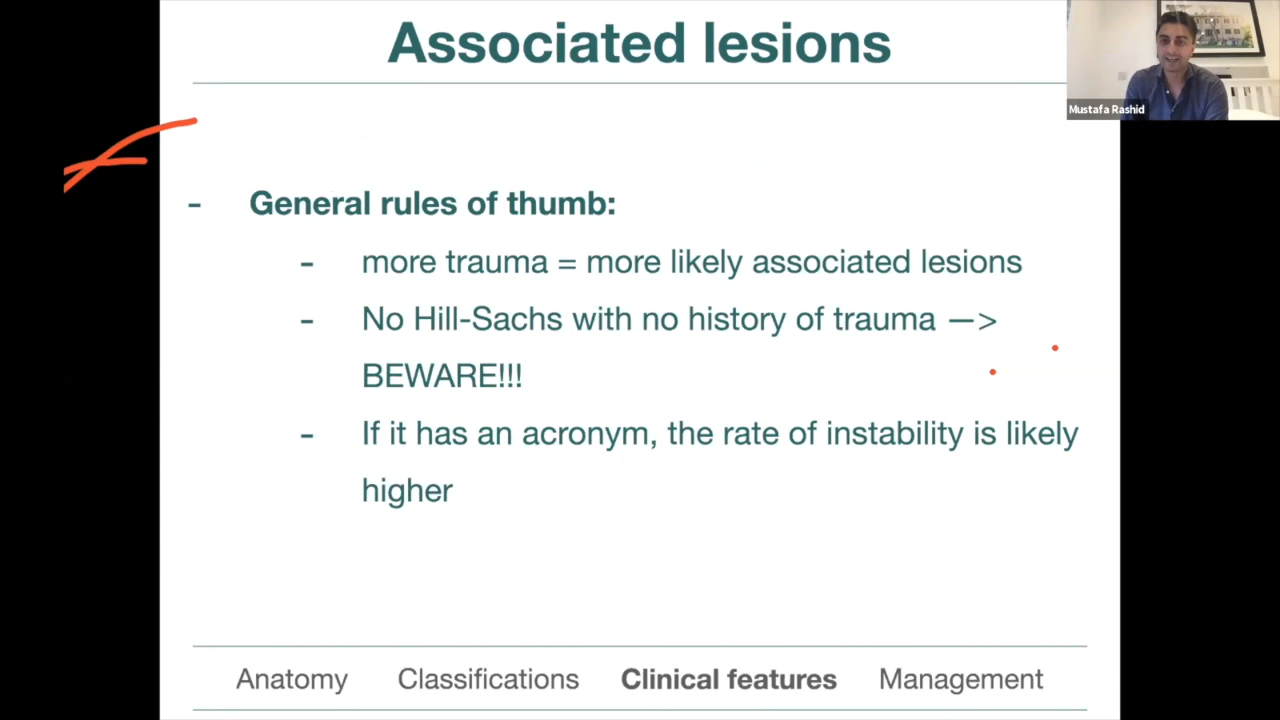 Associated lesions
Mustafa Rashid
- General rules of thumb:
- more trauma = more likely associated lesions
- No Hill-Sachs with no history of trauma —>
BEWARE!!!
- If it has an acronym, the rate of instability is likely
higher
Anatomy Classifications Clinical features Management